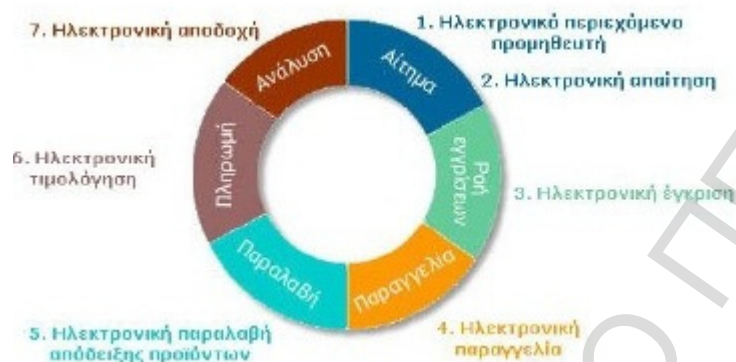 1. Ηλεκτρονικό περιεχόμενο
προμηθευτή
2. Ηλεκτρονική απαίτηση
3. Ηλεκτρονική έγκριση
4. Ηλεκτρονική
παραγγελία
5. Ηλεκτρονική παραλαβή
απόδειξης προϊόντων
6. Ηλεκτρονική
τιμολόγηση
7. Ηλεκτρονική αποδοχή
Αίτημα
Ροή
εγγρίσεων
Παραγγελία
Παραλαβή
Πληρωμή
Ανάλυση